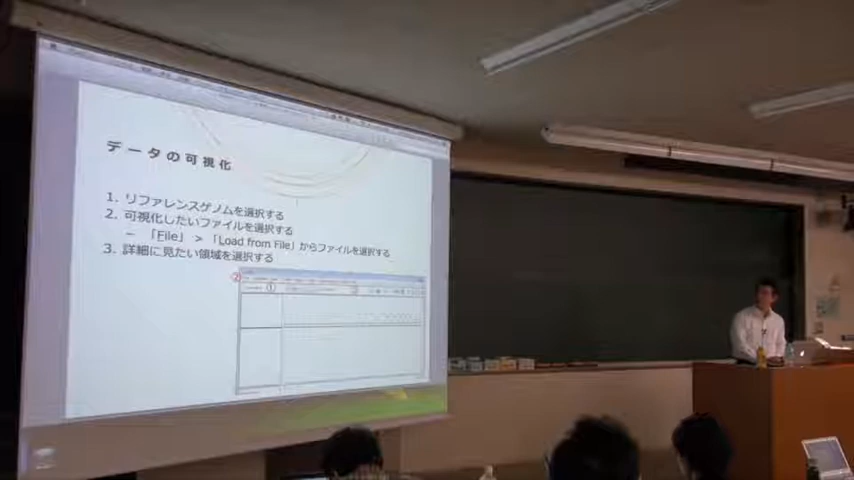 データの可視化
1. リファレンスゲノムを選択する
2. 可視化したいファイルを選択する
– 「File」 > 「Load from File」からファイルを選択する
3. 詳細に見たい領域を選択する
②
①